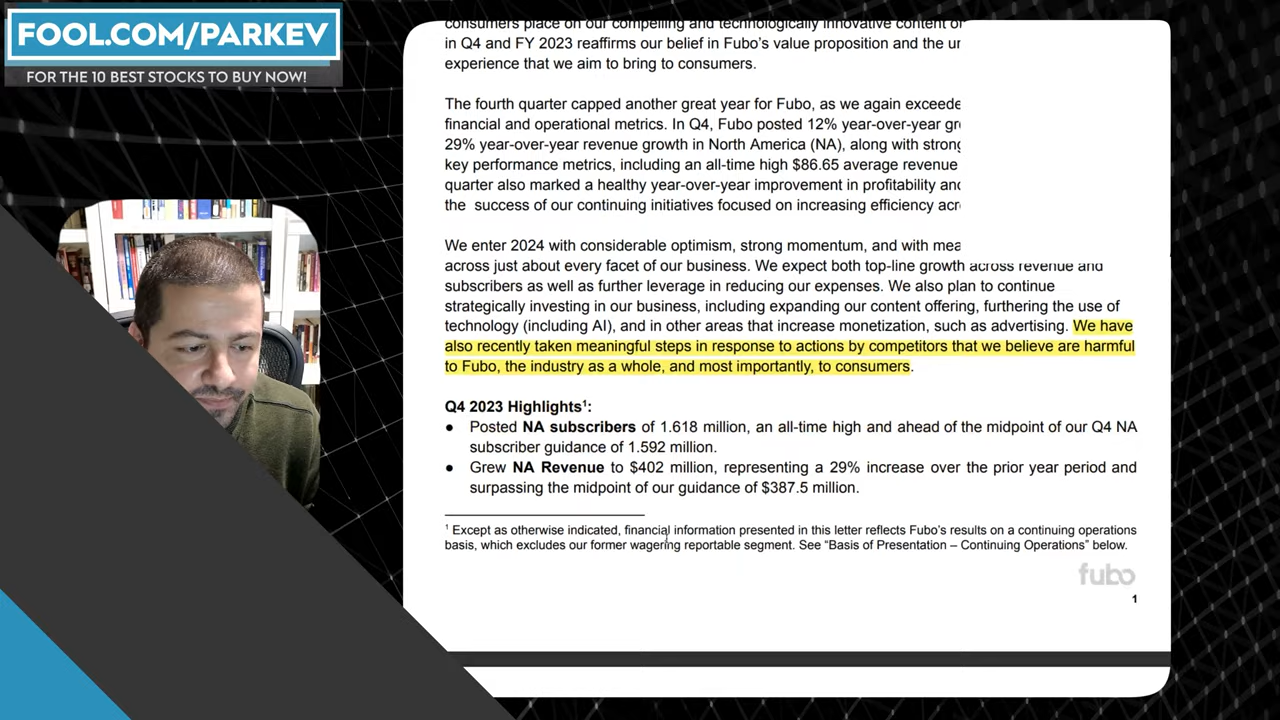 FOOL.COM/PARKEV
FOR THE 10 BEST STOCKS TO BUY NOW!
consumers place on our compelling and technologically innovative content
in Q4 and FY 2023 reaffirms our belief in Fubo's value proposition and the
experience that we aim to bring to consumers.
The fourth quarter capped another great year for Fubo, as we again
financial and operational metrics. In Q4, Fubo posted 12% year-over-year
29% year-over-year revenue growth in North America (NA), along with
key performance metrics, including an all-time high $86.65 average revenue
quarter also marked a healthy year-over-year improvement in profitability
the success of our continuing initiatives focused on increasing efficiency
We enter 2024 with considerable optimism, strong momentum, and with
across just about every facet of our business. We expect both top-line growth across revenue and
subscribers as well as further leverage in reducing our expenses. We also plan to continue
strategically investing in our business, including expanding our content offering, furthering the use of
technology (including AI), and in other areas that increase monetization, such as advertising. We have
also recently taken meaningful steps in response to actions by competitors that we believe are harmful
to Fubo, the industry as a whole, and most importantly, to consumers.
Q4 2023 Highlights¹:
● Posted NA subscribers of 1.618 million, an all-time high and ahead of the midpoint of our Q4 NA
subscriber guidance of 1.592 million.
● Grew NA Revenue to $402 million, representing a 29% increase over the prior year period and
surpassing the midpoint of our guidance of $387.5 million.
¹ Except as otherwise indicated, financial information presented in this letter reflects Fubo's results on a continuing operations
basis, which excludes our former wagering reportable segment. See “Basis of Presentation – Continuing Operations” below.
fubo
1